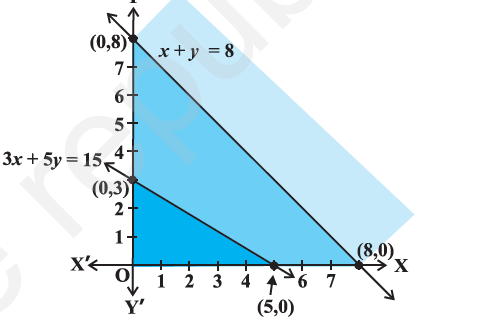 Y
(0,8)
x + y = 8
7
6
5
3x + 5y = 15
4
(0,3)
2
1
(8,0)
X′
O
1 2 3 4 6 7
X
Y′
(5,0)